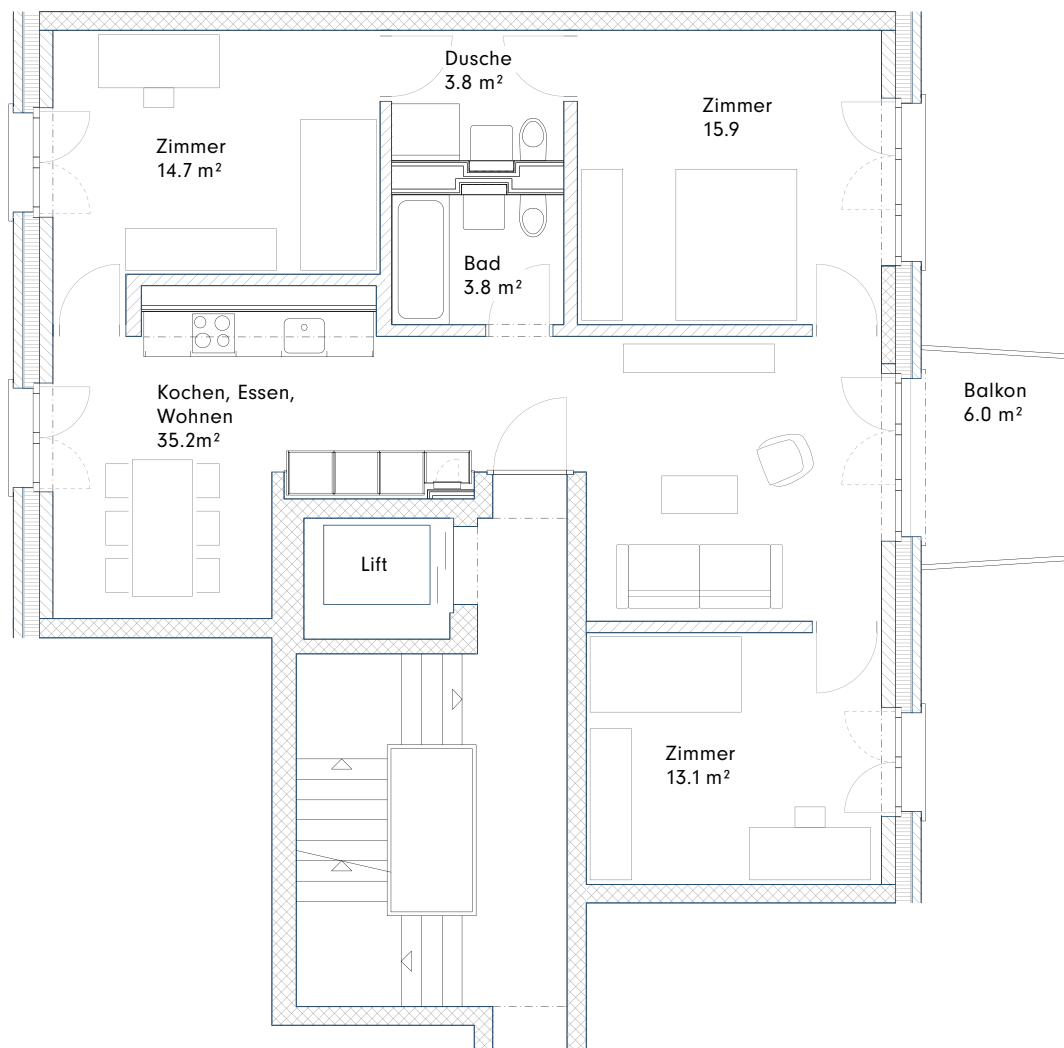 Dusche
3.8 m²
Zimmer
15.9
Zimmer
14.7 m²
Bad
3.8 m²
Kochen, Essen,
Wohnen
35.2m²
Balkon
6.0 m²
Lift
Zimmer
13.1 m²